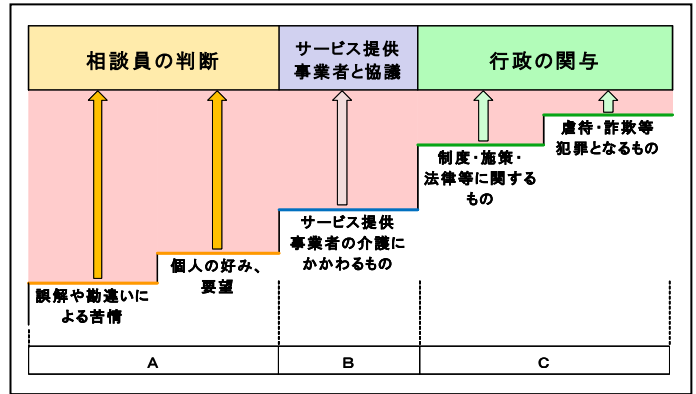 相談員の判断
サービス提供
事業者と協議
行政の関与
虐待・詐欺等
犯罪となるもの
制度・施策・
法律等に関する
もの
サービス提供
事業者の介護に
かかわるもの
個人の好み、
要望
誤解や勘違いに
よる苦情
A
B
C